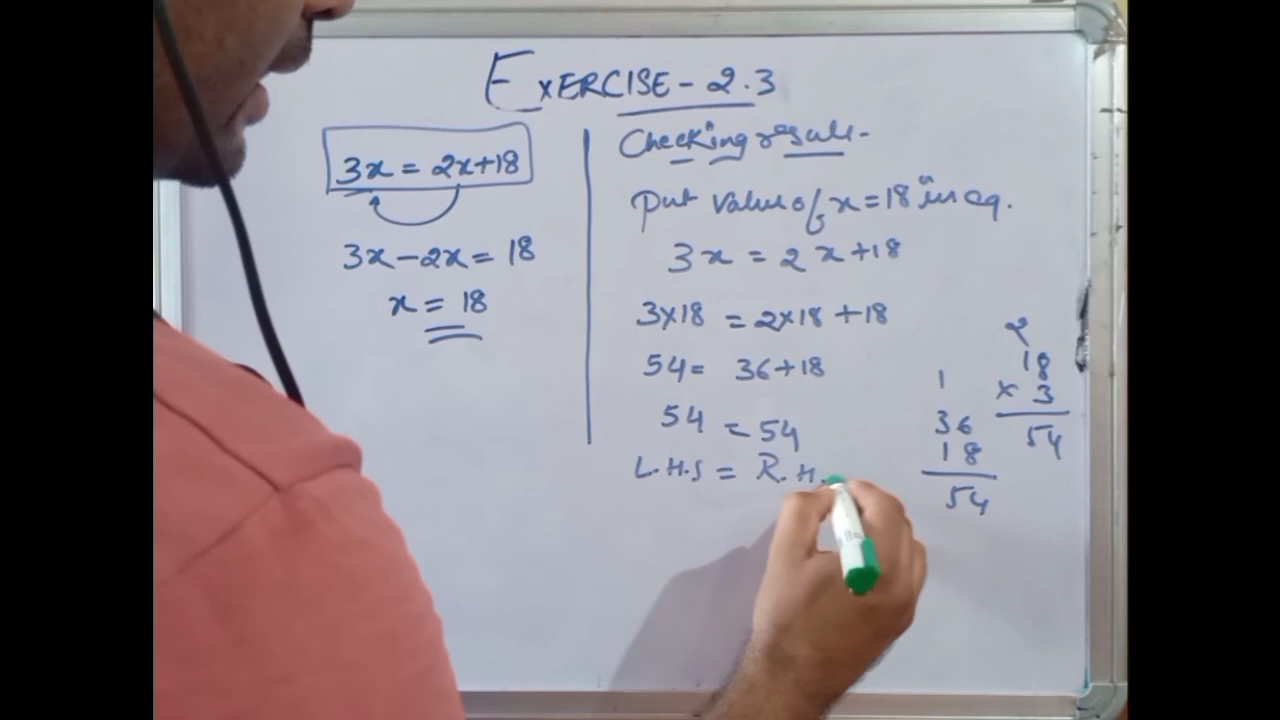 EXERCISE - 2.3
3x = 2x+18
3x-2x = 18
x = 18
Checking result-
Put value of x=18 in eq.
3x = 2x+18
3x18 = 2x18 +18
54= 36+18
54 = 54
L.H.S = R.H.
1
36
18
54
2
18
x 3
54